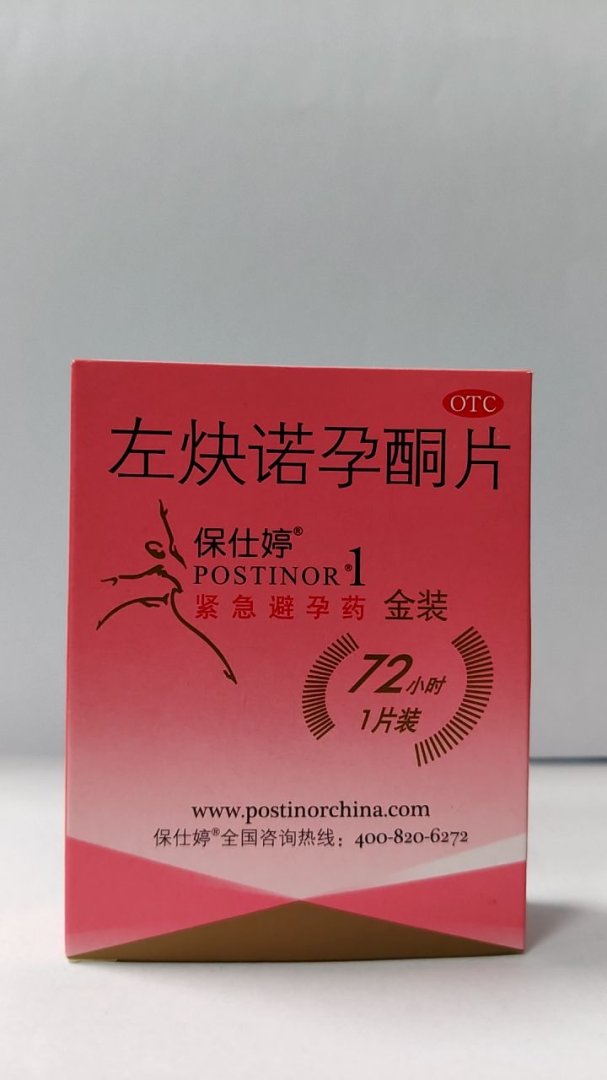 OTC
左炔诺孕酮片
保仕婷®
POSTINOR®1
紧急避孕药 金装
72小时
1片装
www.postinorchina.com
保仕婷®全国咨询热线：400-820-6272